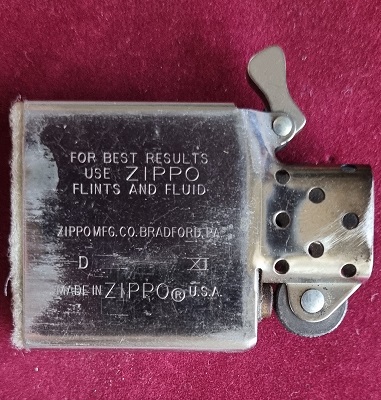 FOR BEST RESULTS
USE ZIPPO
FLINTS AND FLUID
ZIPPO MFG. CO. BRADFORD, PA
D XI
MADE IN ZIPPO® U.S.A.